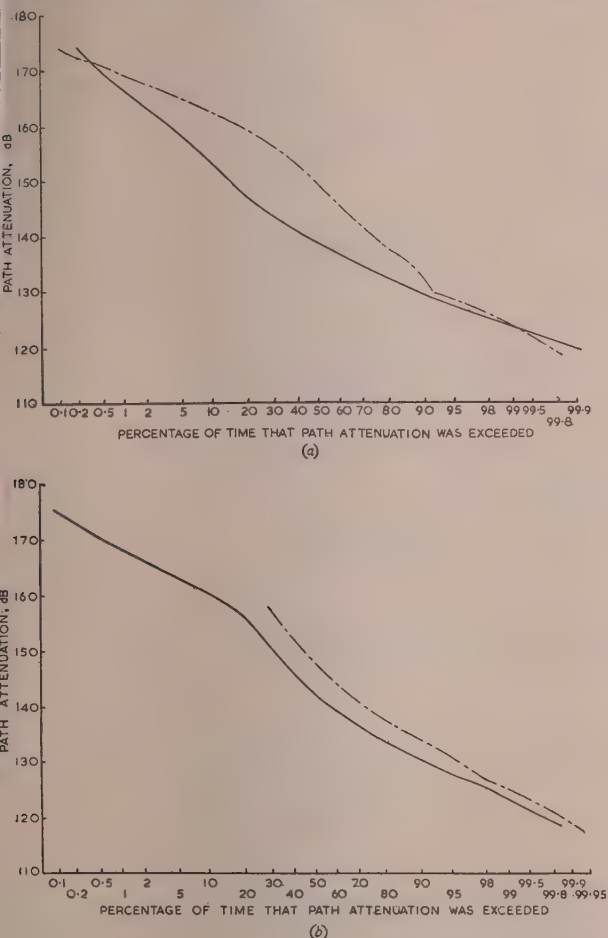 180
170
160
150
140
130
120
110
PATH ATTENUATION, dB
0·1 0·2 0·5 1 2 5 10 20 30 40 50 60 70 80 90 95 98 99 99·5 99·9
99·8
PERCENTAGE OF TIME THAT PATH ATTENUATION WAS EXCEEDED
(a)
180
170
160
150
140
130
120
110
PATH ATTENUATION, dB
0·1 0·5 2 10 30 50 70 90 98 99·5 99·9
0·2 1 5 20 40 60 80 95 99 99·8 99·95
PERCENTAGE OF TIME THAT PATH ATTENUATION WAS EXCEEDED
(b)